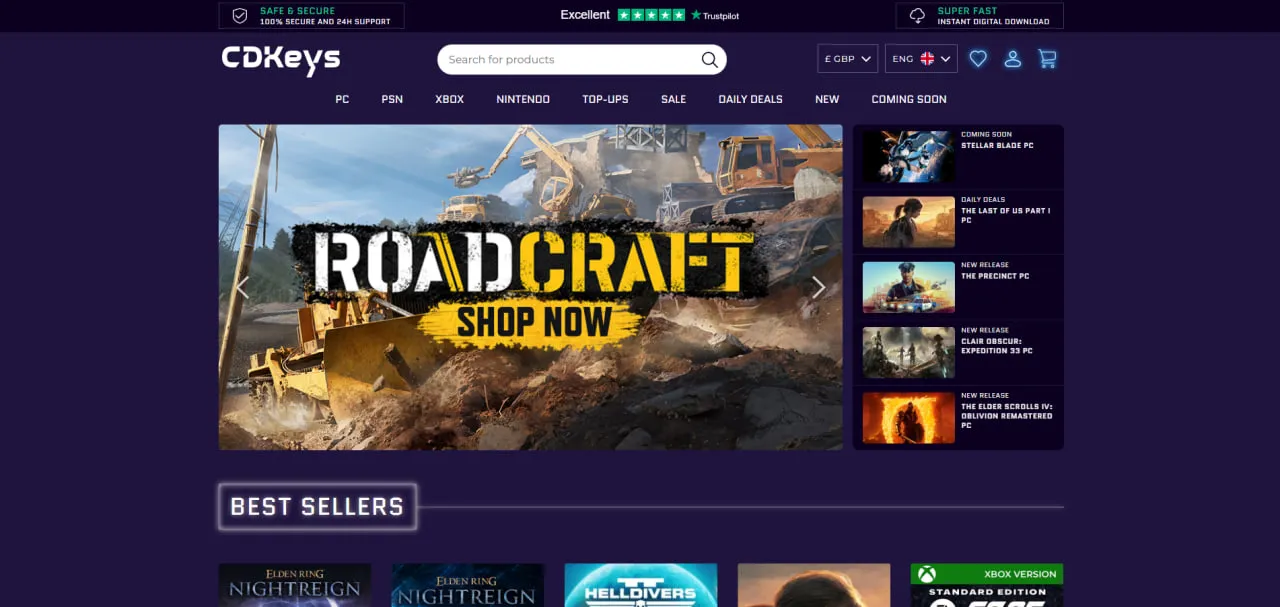 SAFE & SECURE
100% SECURE AND 24H SUPPORT
Excellent
Trustpilot
SUPER FAST
INSTANT DIGITAL DOWNLOAD
CDKeys
Search for products
£ GBP
ENG
PC
PSN
XBOX
NINTENDO
TOP-UPS
SALE
DAILY DEALS
NEW
COMING SOON
ROADCRAFT
SHOP NOW
COMING SOON
STELLAR BLADE PC
DAILY DEALS
THE LAST OF US PART I
PC
NEW RELEASE
THE PRECINCT PC
NEW RELEASE
CLAIR OBSCUR:
EXPEDITION 33 PC
NEW RELEASE
THE ELDER SCROLLS IV:
OBLIVION REMASTERED
PC
BEST SELLERS
ELDEN RING
NIGHTREIGN
ELDEN RING
NIGHTREIGN
HELLDIVERS
XBOX VERSION
STANDARD EDITION